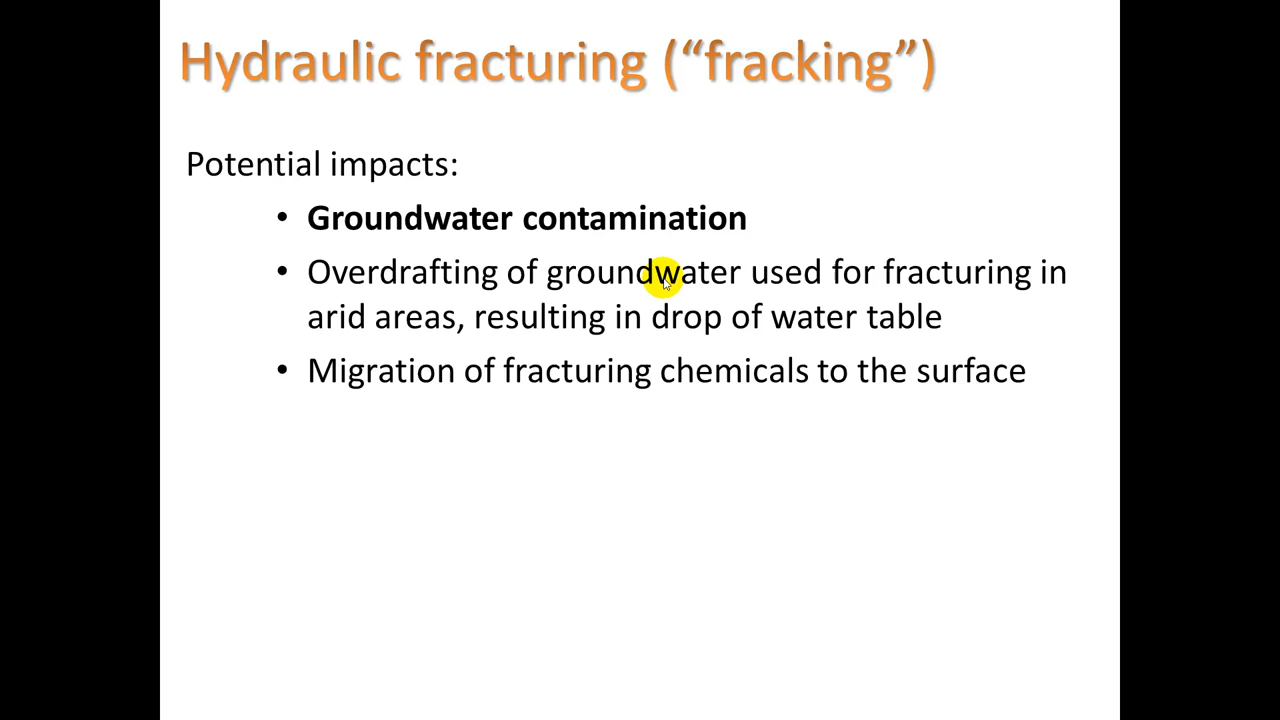 Hydraulic fracturing (“fracking”)
Potential impacts:
• Groundwater contamination
• Overdrafting of groundwater used for fracturing in
arid areas, resulting in drop of water table
• Migration of fracturing chemicals to the surface